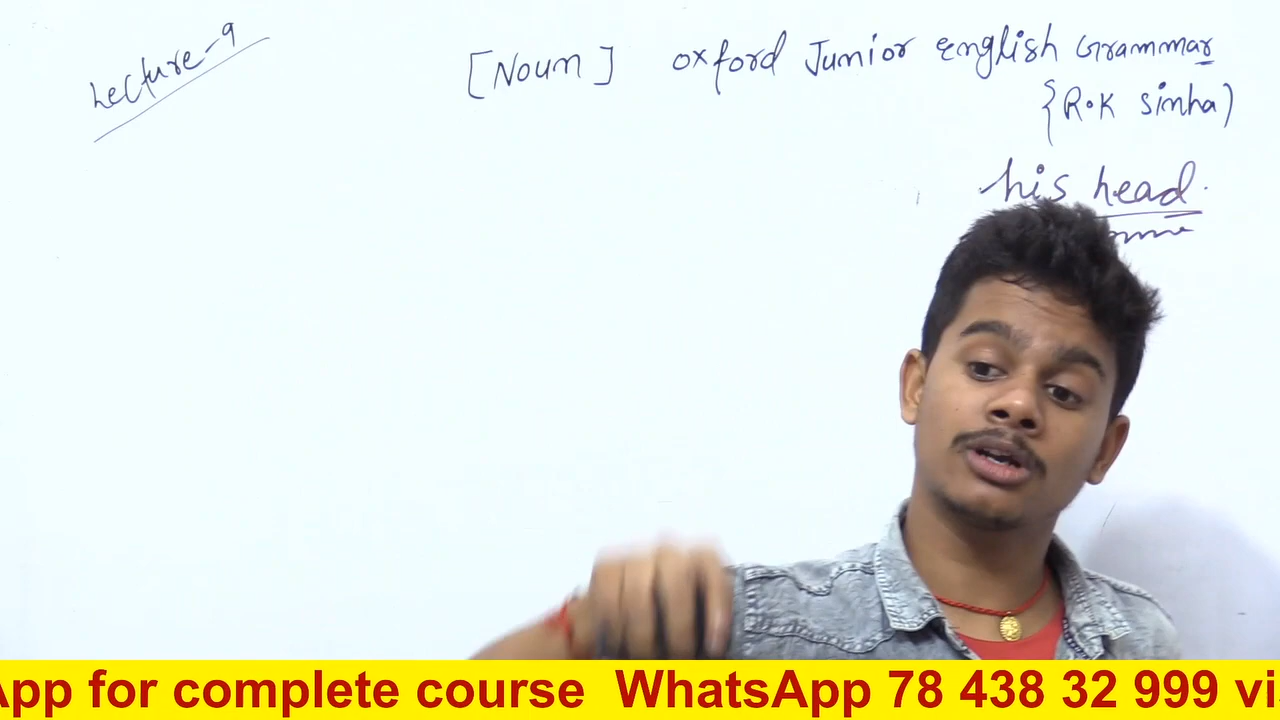 Lecture-9
[Noun] Oxford Junior English Grammar
{R.K Sinha)
his head.
App for complete course WhatsApp 78 438 32 999 vi